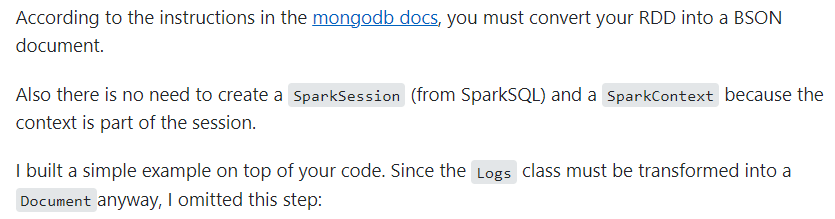 According to the instructions in the mongodb docs, you must convert your RDD into a BSON
document.
Also there is no need to create a SparkSession (from SparkSQL) and a SparkContext because the
context is part of the session.
I built a simple example on top of your code. Since the Logs class must be transformed into a
Document anyway, I omitted this step: